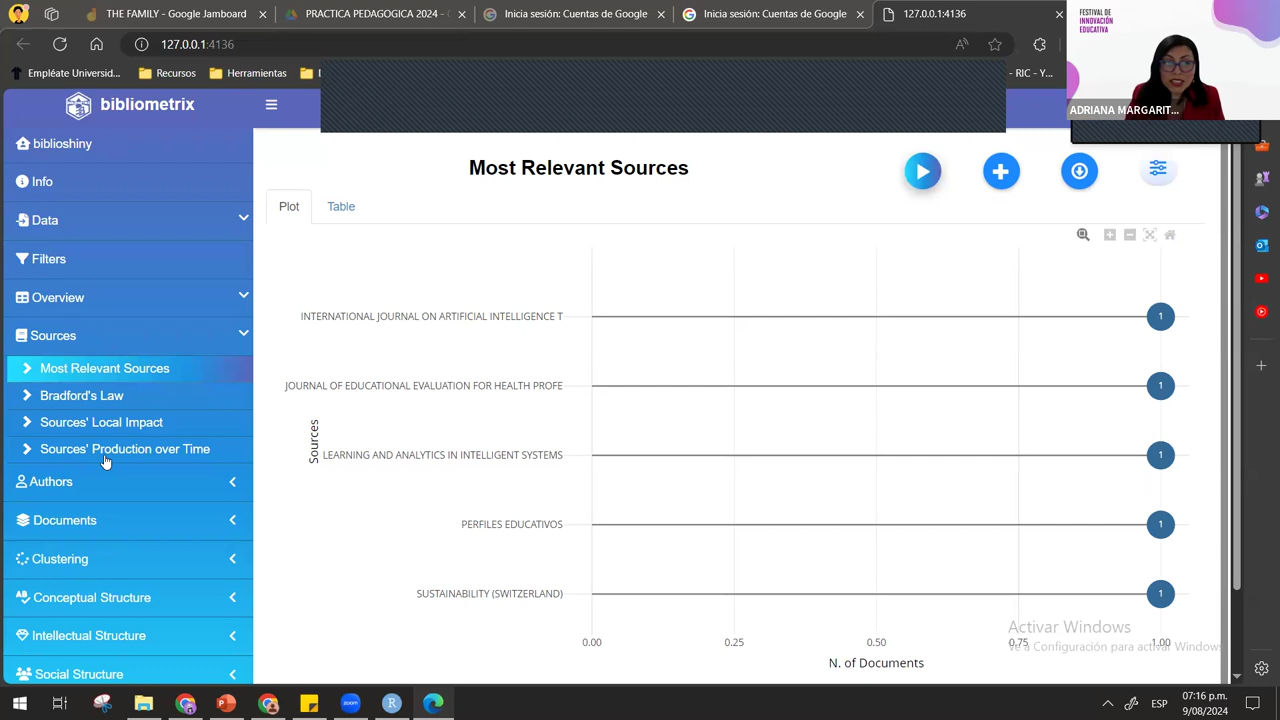 THE FAMILY - Google Drive
PRACTICA PEDAGOGICA 2024 -
Inicia sesión: Cuentas de Google
Inicia sesión: Cuentas de Google
127.0.0.1:4136
127.0.0.1:4136
Empléate Universid...
Recursos
Herramientas
- RIC - Y...
FESTIVAL DE
INNOVACIÓN
EDUCATIVA
ADRIANA MARGARIT...
bibliometrix
biblioshiny
Info
Data
Filters
Overview
Sources
Most Relevant Sources
Bradford's Law
Sources' Local Impact
Sources' Production over Time
Authors
Documents
Clustering
Conceptual Structure
Intellectual Structure
Social Structure
Most Relevant Sources
Plot
Table
INTERNATIONAL JOURNAL ON ARTIFICIAL INTELLIGENCE T
1
JOURNAL OF EDUCATIONAL EVALUATION FOR HEALTH PROFE
1
LEARNING AND ANALYTICS IN INTELLIGENT SYSTEMS
1
PERFILES EDUCATIVOS
1
SUSTAINABILITY (SWITZERLAND)
1
Sources
0.00
0.25
0.50
0.75
1.00
N. of Documents
Activar Windows
Ve a Configuración para activar Windows
ESP
07:16 p.m.
9/08/2024